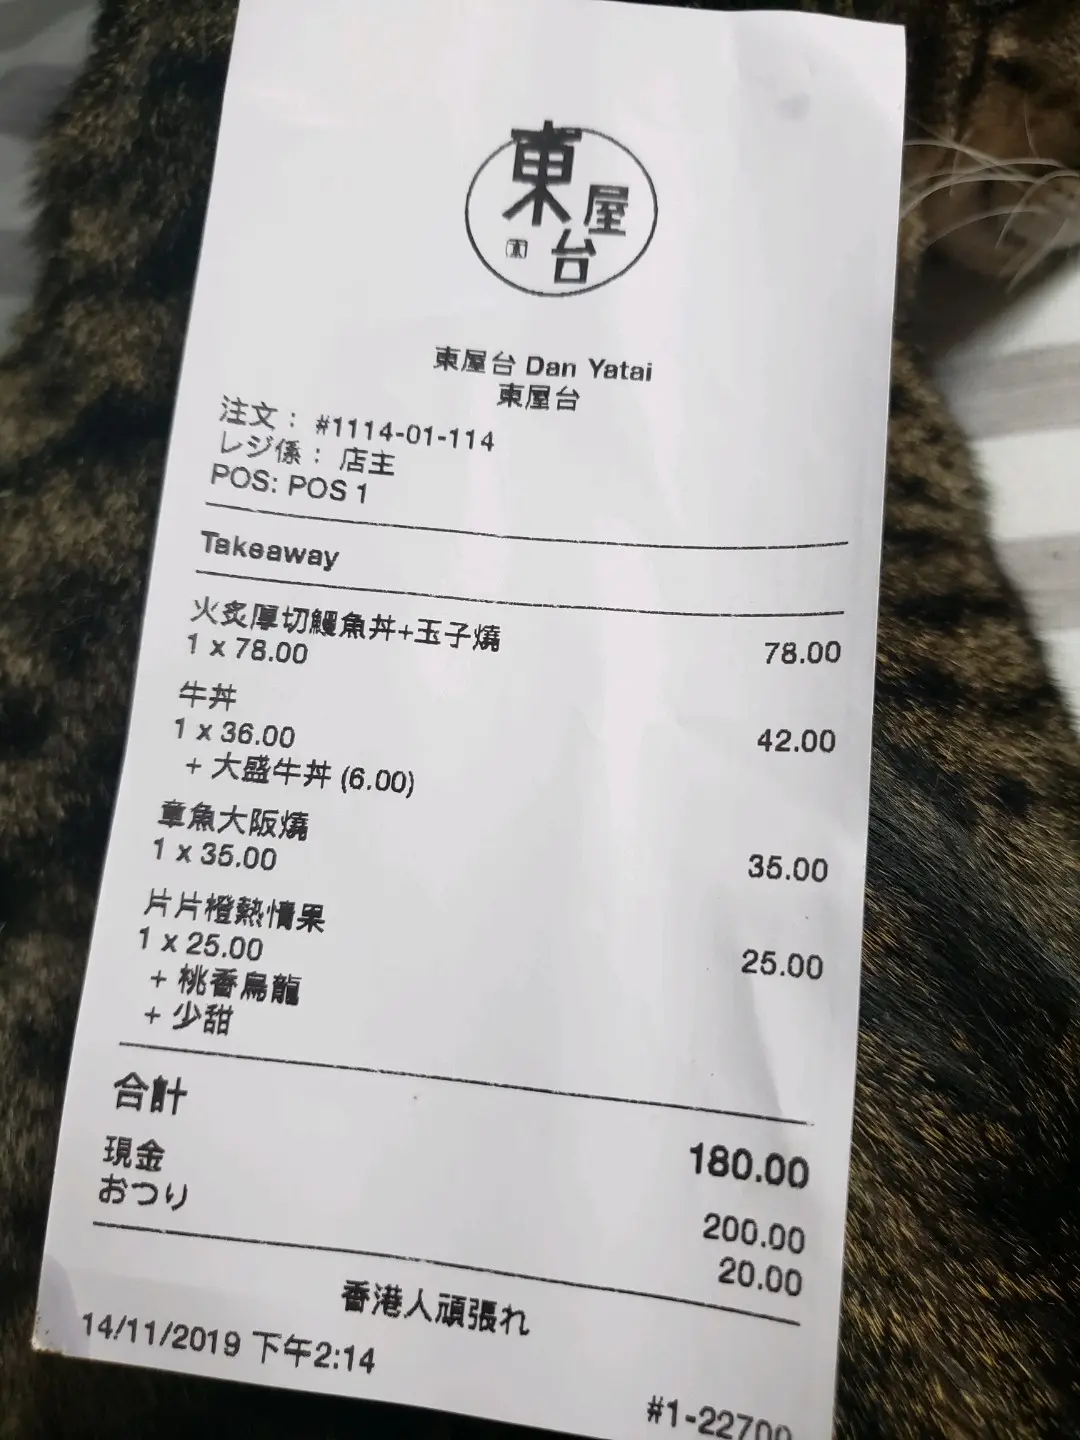 東屋台
東屋台 Dan Yatai
東屋台
注文： #1114-01-114
レジ係： 店主
POS: POS 1
Takeaway
火炙厚切鰻魚丼+玉子燒
1 x 78.00 78.00
牛丼
1 x 36.00 42.00
+ 大盛牛丼 (6.00)
章魚大阪燒
1 x 35.00 35.00
片片橙熱情果
1 x 25.00 25.00
+ 桃香烏龍
+ 少甜
合計 180.00
現金 200.00
おつり 20.00
香港人頑張れ
14/11/2019 下午2:14
#1-22700